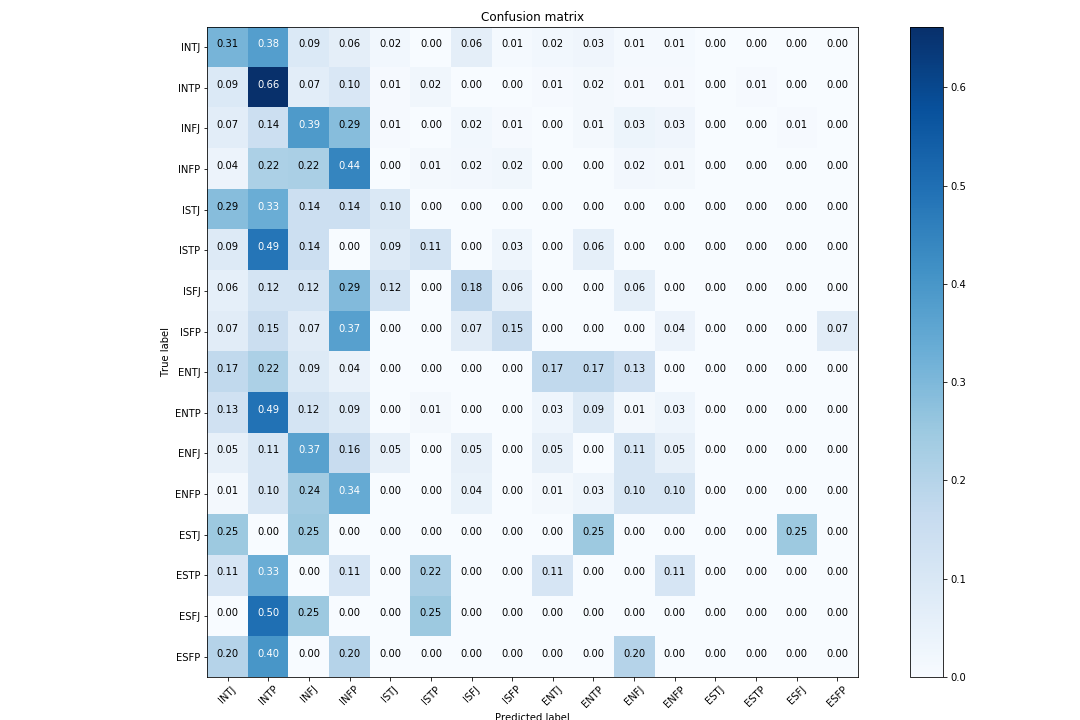 Confusion matrix
True label
INTJ 0.31 0.38 0.09 0.06 0.02 0.00 0.06 0.01 0.02 0.03 0.01 0.01 0.00 0.00 0.00 0.00
INTP 0.09 0.66 0.07 0.10 0.01 0.02 0.00 0.00 0.01 0.02 0.01 0.01 0.00 0.01 0.00 0.00
INFJ 0.07 0.14 0.39 0.29 0.01 0.00 0.02 0.01 0.00 0.01 0.03 0.03 0.00 0.00 0.01 0.00
INFP 0.04 0.22 0.22 0.44 0.00 0.01 0.02 0.02 0.00 0.00 0.02 0.01 0.00 0.00 0.00 0.00
ISTJ 0.29 0.33 0.14 0.14 0.10 0.00 0.00 0.00 0.00 0.00 0.00 0.00 0.00 0.00 0.00 0.00
ISTP 0.09 0.49 0.14 0.00 0.09 0.11 0.00 0.03 0.00 0.06 0.00 0.00 0.00 0.00 0.00 0.00
ISFJ 0.06 0.12 0.12 0.29 0.12 0.00 0.18 0.06 0.00 0.00 0.06 0.00 0.00 0.00 0.00 0.00
ISFP 0.07 0.15 0.07 0.37 0.00 0.00 0.07 0.15 0.00 0.00 0.00 0.04 0.00 0.00 0.00 0.07
ENTJ 0.17 0.22 0.09 0.04 0.00 0.00 0.00 0.00 0.17 0.17 0.13 0.00 0.00 0.00 0.00 0.00
ENTP 0.13 0.49 0.12 0.09 0.00 0.01 0.00 0.00 0.03 0.09 0.01 0.03 0.00 0.00 0.00 0.00
ENFJ 0.05 0.11 0.37 0.16 0.05 0.00 0.05 0.00 0.05 0.00 0.11 0.05 0.00 0.00 0.00 0.00
ENFP 0.01 0.10 0.24 0.34 0.00 0.00 0.04 0.00 0.01 0.03 0.10 0.10 0.00 0.00 0.00 0.00
ESTJ 0.25 0.00 0.25 0.00 0.00 0.00 0.00 0.00 0.00 0.25 0.00 0.00 0.00 0.00 0.25 0.00
ESTP 0.11 0.33 0.00 0.11 0.00 0.22 0.00 0.00 0.11 0.00 0.00 0.11 0.00 0.00 0.00 0.00
ESFJ 0.00 0.50 0.25 0.00 0.00 0.25 0.00 0.00 0.00 0.00 0.00 0.00 0.00 0.00 0.00 0.00
ESFP 0.20 0.40 0.00 0.20 0.00 0.00 0.00 0.00 0.00 0.00 0.20 0.00 0.00 0.00 0.00 0.00
INTJ INTP INFJ INFP ISTJ ISTP ISFJ ISFP ENTJ ENTP ENFJ ENFP ESTJ ESTP ESFJ ESFP
Predicted label
0.6
0.5
0.4
0.3
0.2
0.1
0.0